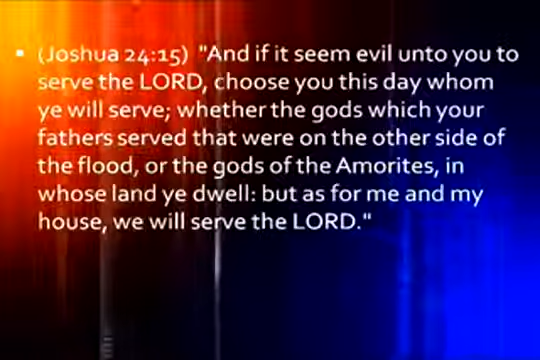 ▪ (Joshua 24:15) "And if it seem evil unto you to
serve the LORD, choose you this day whom
ye will serve; whether the gods which your
fathers served that were on the other side of
the flood, or the gods of the Amorites, in
whose land ye dwell: but as for me and my
house, we will serve the LORD."